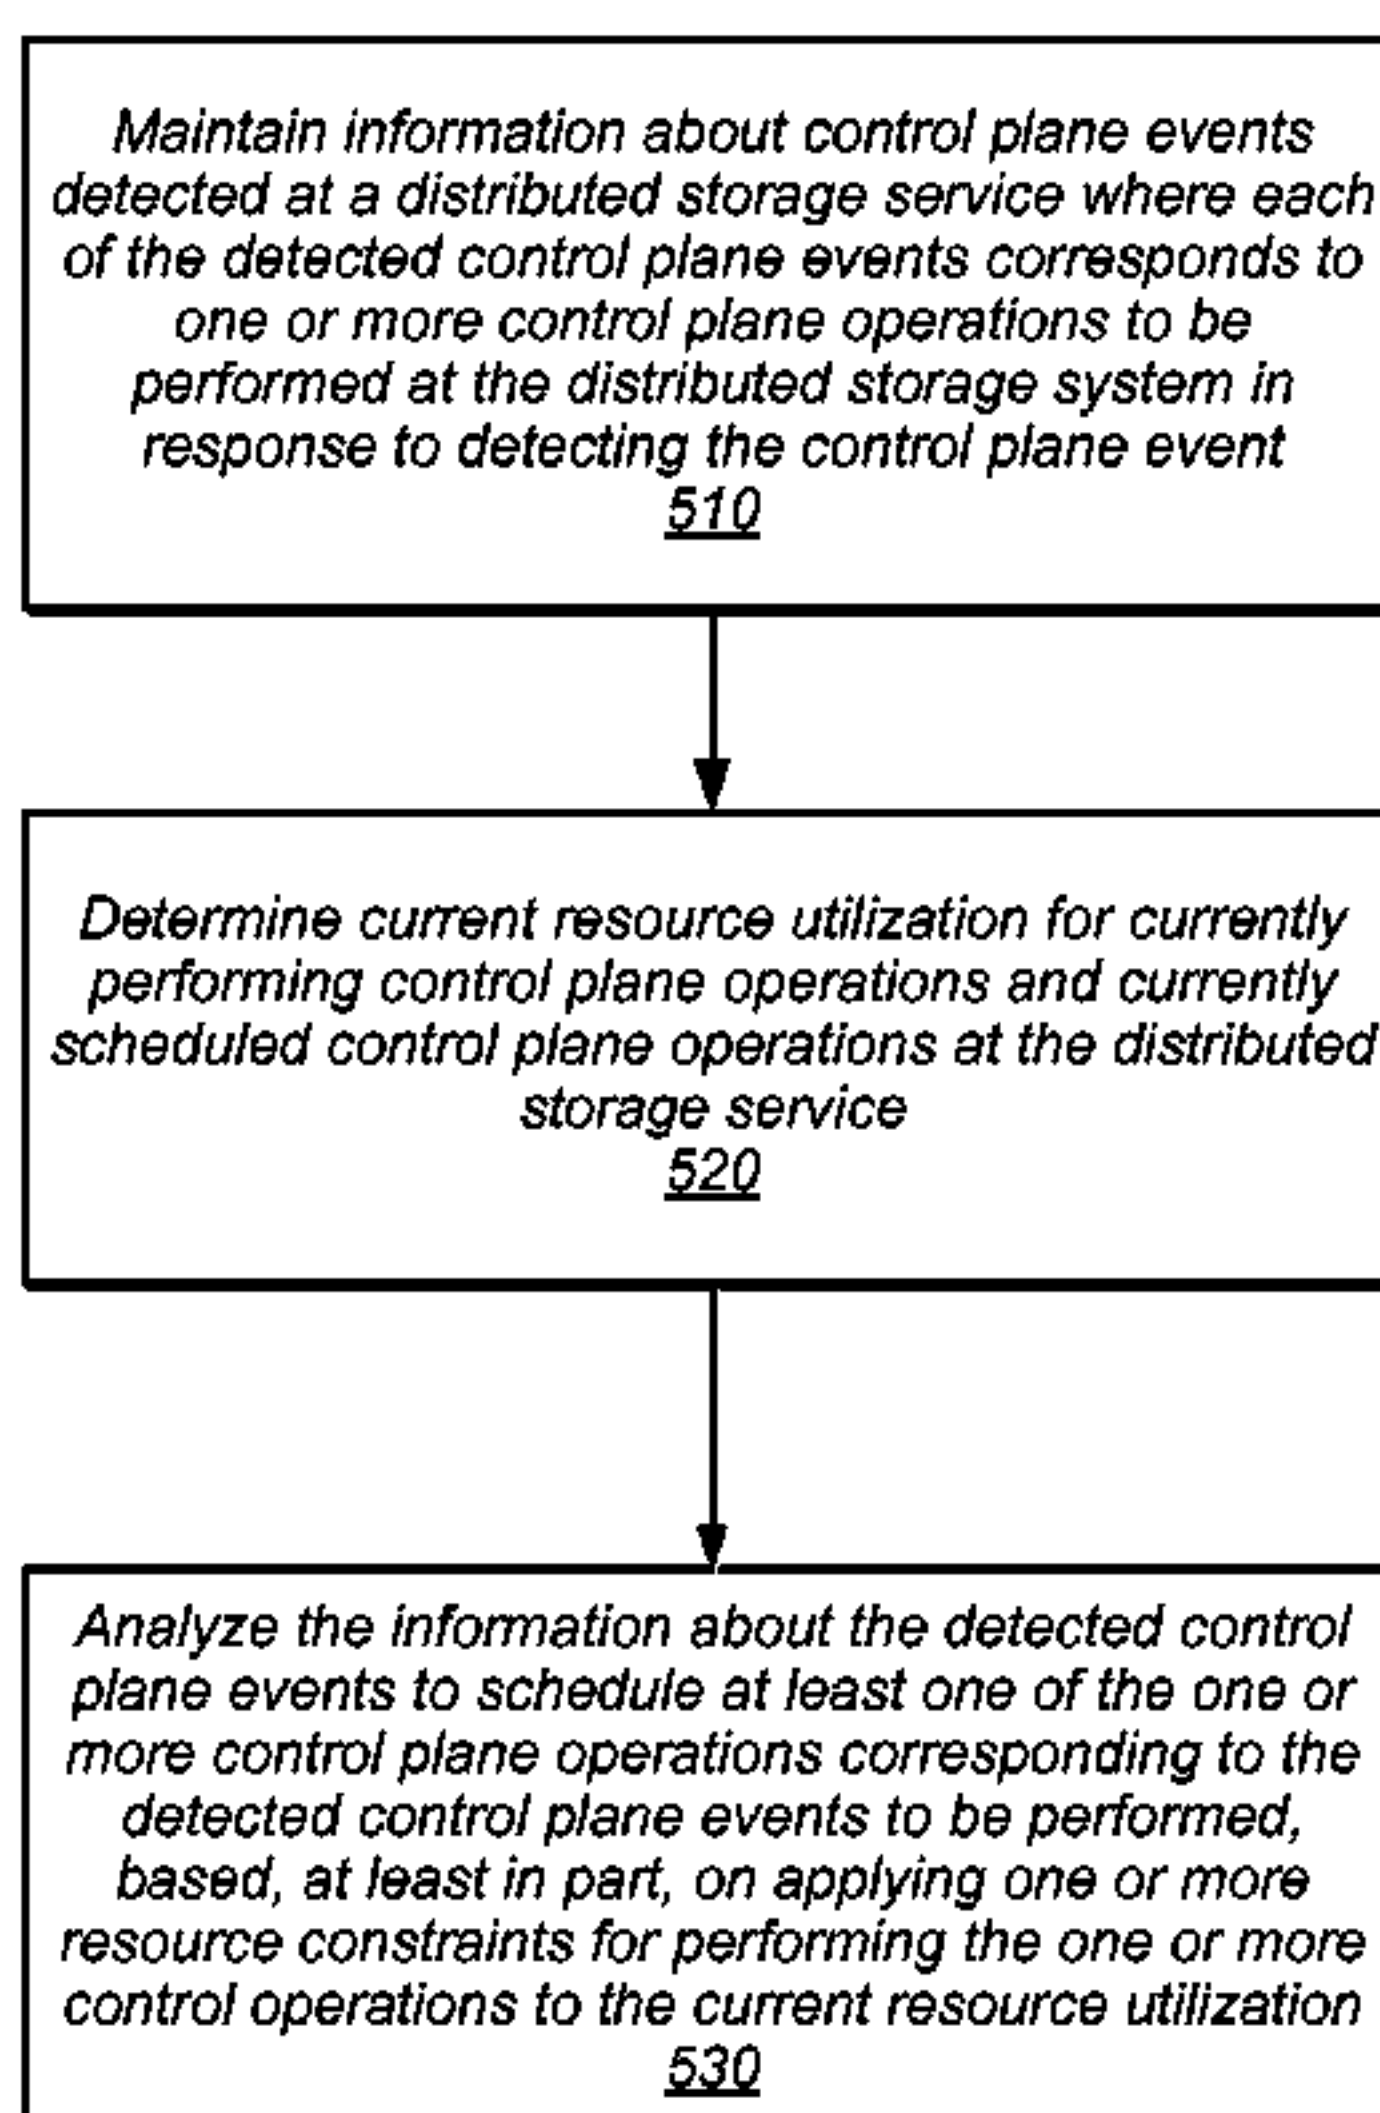 Maintain information about control plane events
detected at a distributed storage service where each
of the detected control plane events corresponds to
one or more control plane operations to be
performed at the distributed storage system in
response to detecting the control plane event
510
Determine current resource utilization for currently
performing control plane operations and currently
scheduled control plane operations at the distributed
storage service
520
Analyze the information about the detected control
plane events to schedule at least one of the one or
more control plane operations corresponding to the
detected control plane events to be performed,
based, at least in part, on applying one or more
resource constraints for performing the one or more
control operations to the current resource utilization
530